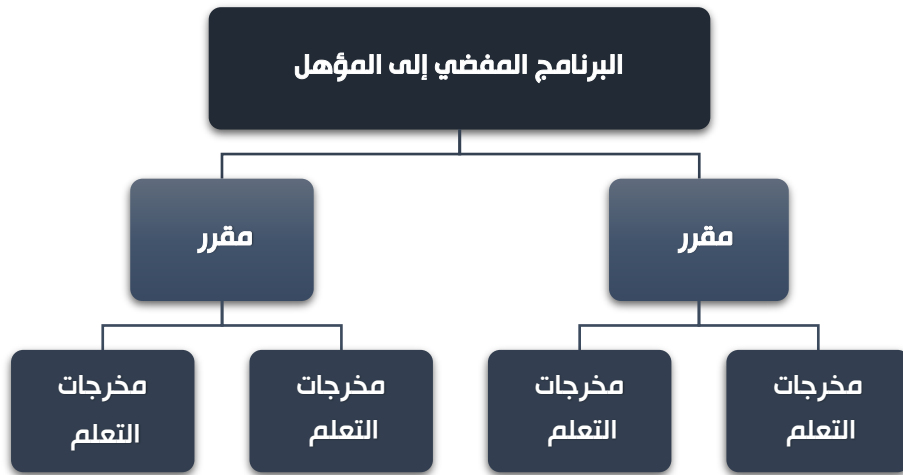 البرنامج المفضي إلى المؤهل
مقرر
مقرر
مخرجات
التعلم
مخرجات
التعلم
مخرجات
التعلم
مخرجات
التعلم